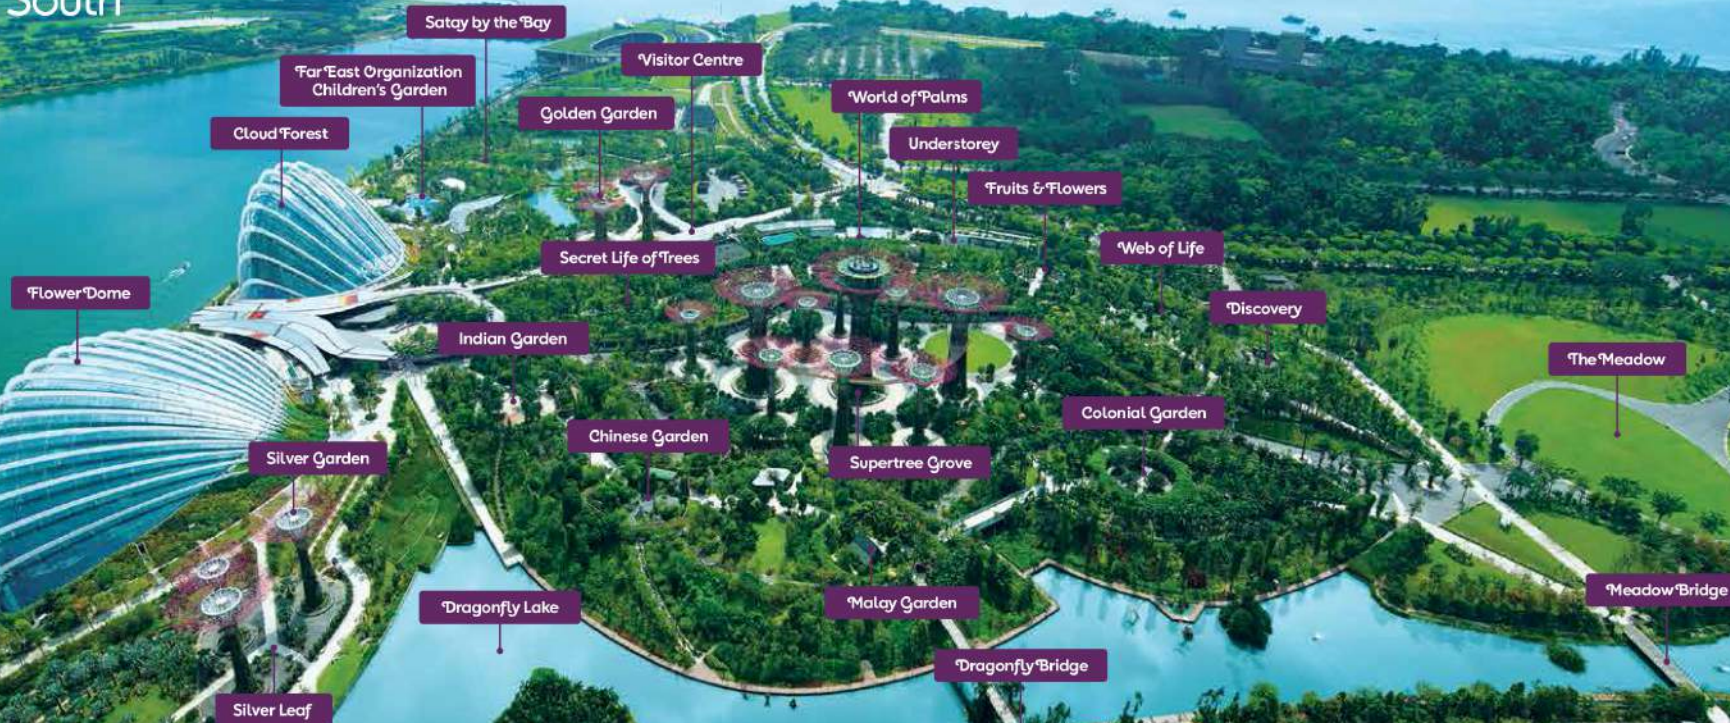 South
Satay by the Bay
Visitor Centre
Far East Organization
Children's Garden
World of Palms
Golden Garden
Cloud Forest
Understorey
Fruits & Flowers
Web of Life
Secret Life of Trees
Flower Dome
Discovery
Indian Garden
The Meadow
Colonial Garden
Chinese Garden
Silver Garden
Supertree Grove
Meadow Bridge
Malay Garden
Dragonfly Lake
Dragonfly Bridge
Silver Leaf